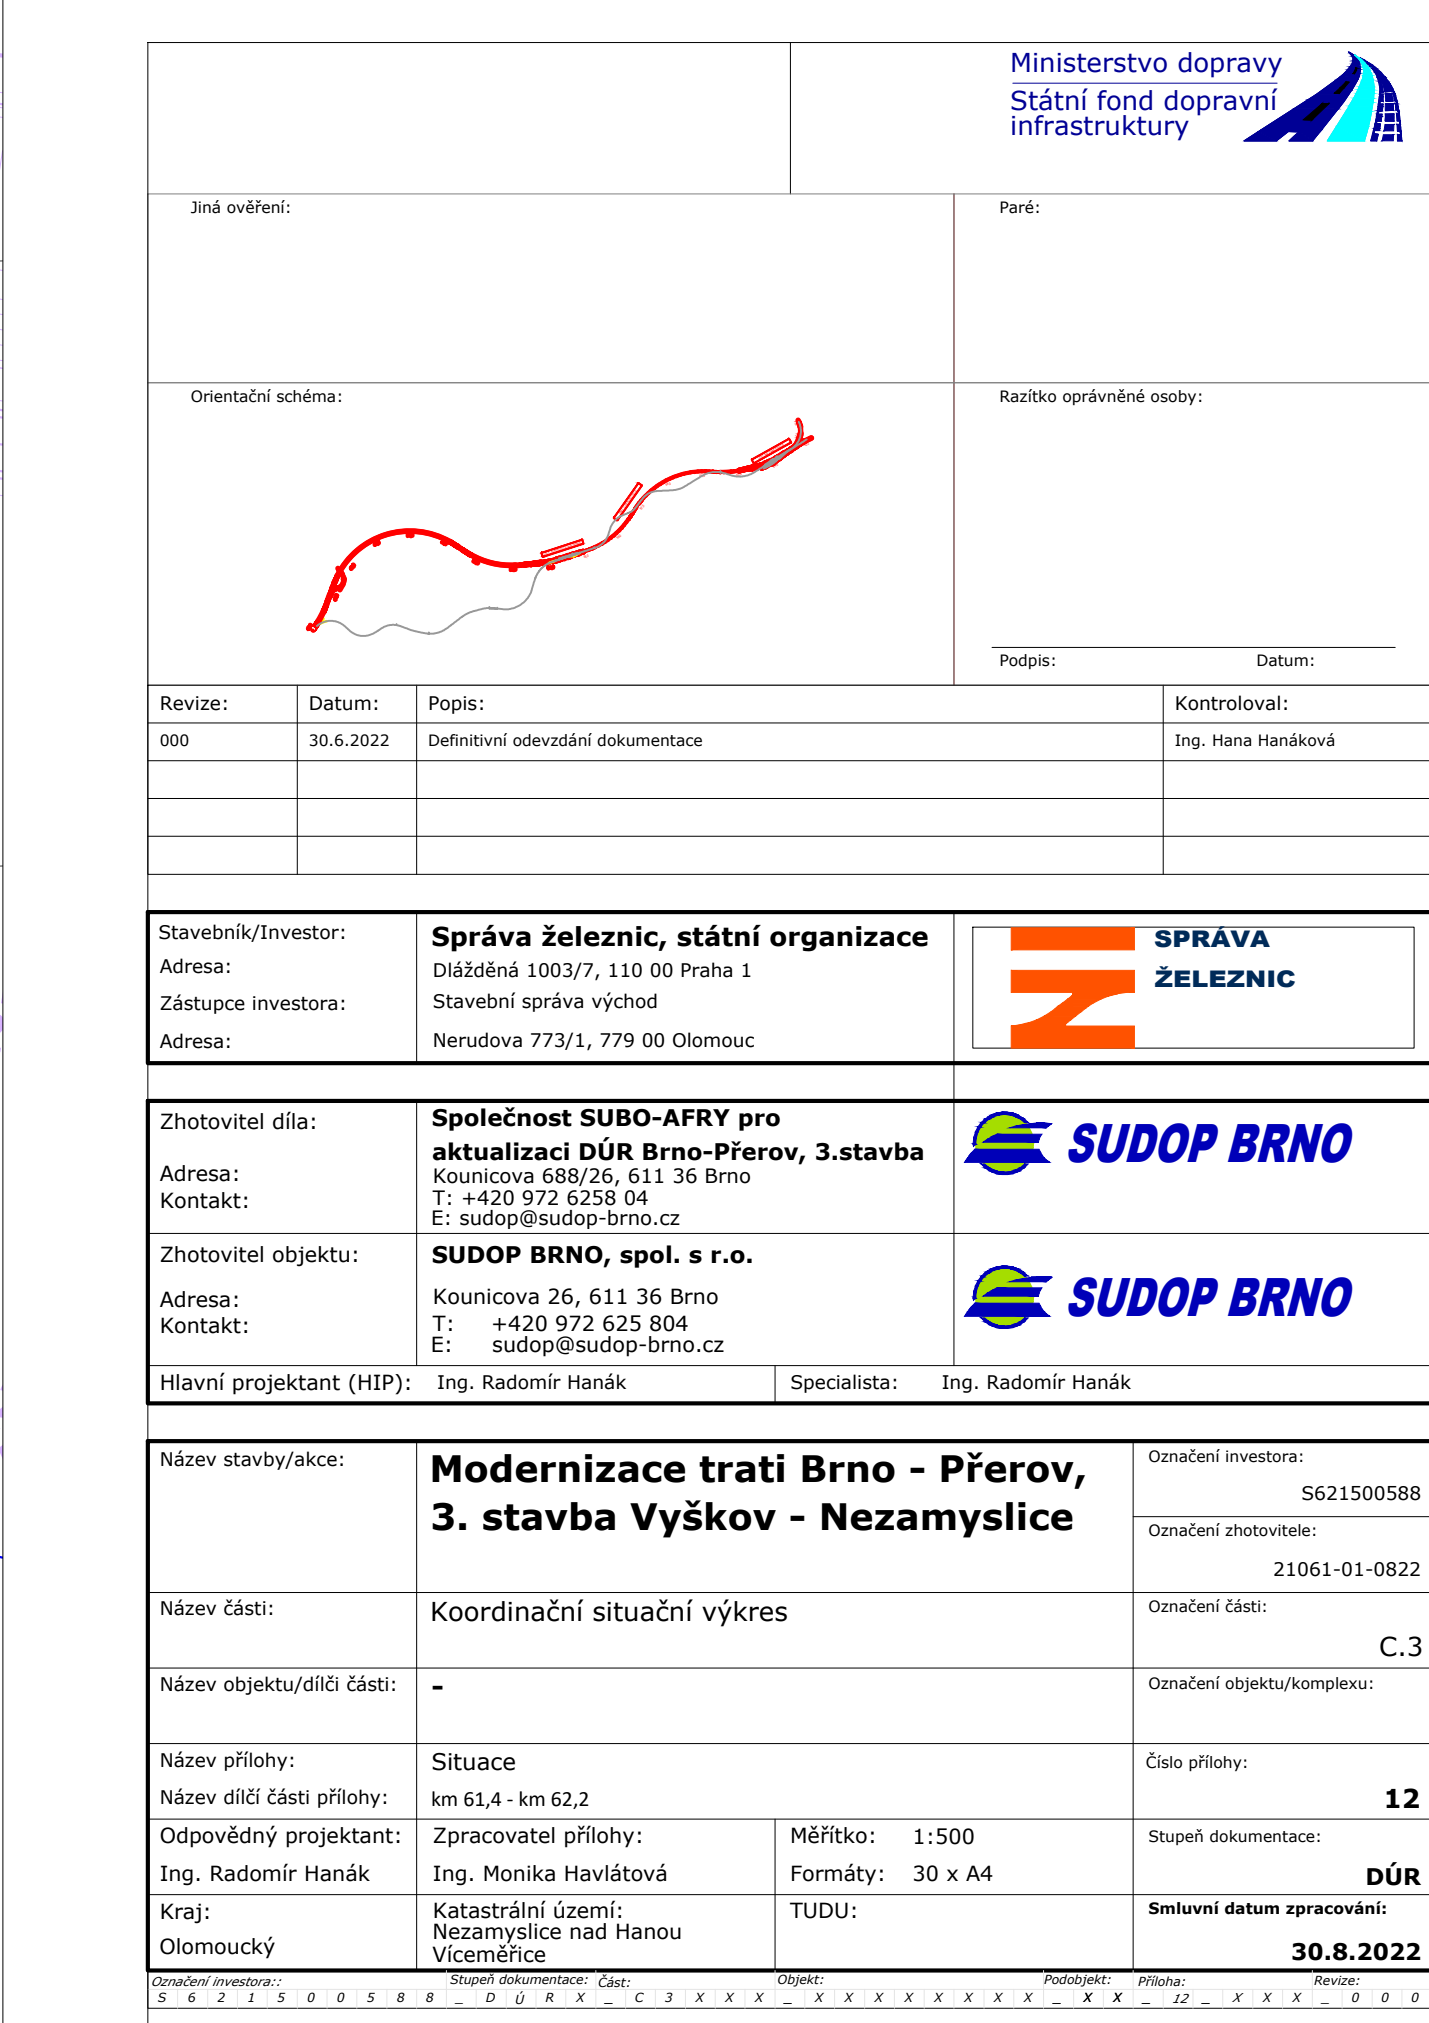 Ministerstvo dopravy
Státní fond dopravní
infrastruktury
Jiná ověření:
Paré:
Orientační schéma:
Razítko oprávněné osoby:
Podpis: Datum:
Revize: Datum: Popis: Kontroloval:
000 30.6.2022 Definitivní odevzdání dokumentace Ing. Hana Hanáková
Stavebník/Investor: Správa železnic, státní organizace
Adresa: Dlážděná 1003/7, 110 00 Praha 1
Zástupce investora: Stavební správa východ
Adresa: Nerudova 773/1, 779 00 Olomouc
SPRÁVA
ŽELEZNIC
Zhotovitel díla: Společnost SUBO-AFRY pro
aktualizaci DÚR Brno-Přerov, 3.stavba
Adresa: Kounicova 688/26, 611 36 Brno
Kontakt: T: +420 972 6258 04
E: sudop@sudop-brno.cz
SUDOP BRNO
Zhotovitel objektu: SUDOP BRNO, spol. s r.o.
Adresa: Kounicova 26, 611 36 Brno
Kontakt: T: +420 972 625 804
E: sudop@sudop-brno.cz
SUDOP BRNO
Hlavní projektant (HIP): Ing. Radomír Hanák Specialista: Ing. Radomír Hanák
Název stavby/akce: Modernizace trati Brno - Přerov,
3. stavba Vyškov - Nezamyslice
Označení investora:
S621500588
Označení zhotovitele:
21061-01-0822
Název části: Koordinační situační výkres
Označení části:
C.3
Název objektu/dílči části: -
Označení objektu/komplexu:
Název přílohy: Situace
Číslo přílohy:
Název dílčí části přílohy: km 61,4 - km 62,2
12
Odpovědný projektant: Zpracovatel přílohy: Měřítko: 1:500 Stupeň dokumentace:
Ing. Radomír Hanák Ing. Monika Havlátová Formáty: 30 x A4 DÚR
Kraj: Katastrální území: TUDU: Smluvní datum zpracování:
Olomoucký Nezamyslice nad Hanou
Víceměřice
30.8.2022
Označení investora:: Stupeň dokumentace: Část: Objekt: Podobjekt: Příloha: Revize:
S 6 2 1 5 0 0 5 8 8 _ D Ú R X _ C 3 X X X _ X X X X X X X X _ X X _ 12 _ X X X _ 0 0 0